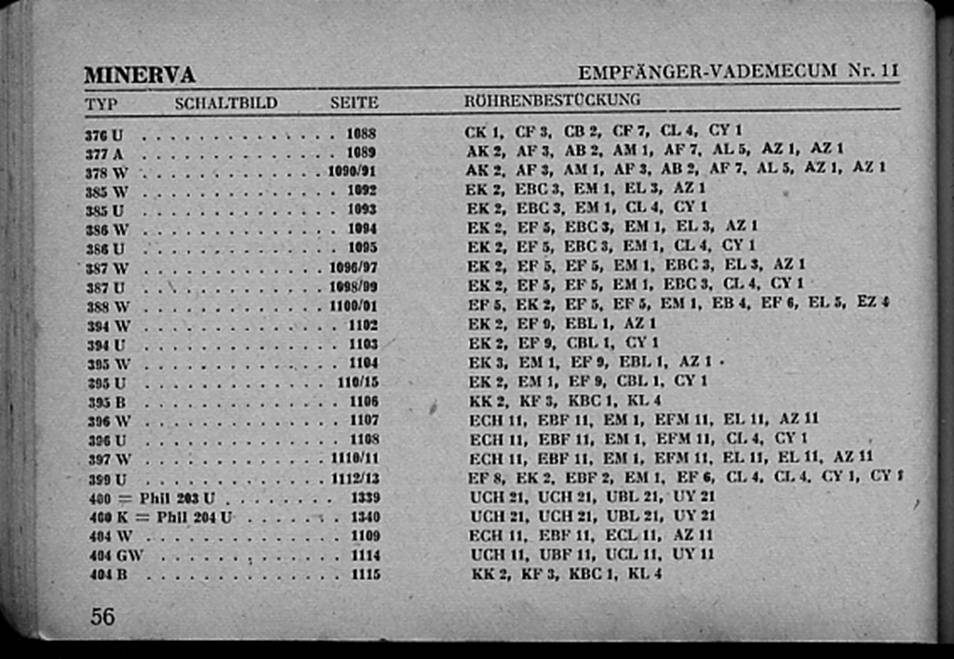 MINERVA EMPFÄNGER-VADEMECUM Nr. 11
TYP SCHALTBILD SEITE RÖHRENBESTÜCKUNG
376 U . . . . . . . . . . . . . . 1088 CK 1, CF 3, CB 2, CF 7, CL 4, CY 1
377 A . . . . . . . . . . . . . . 1089 AK 2, AF 3, AB 2, AM 1, AF 7, AL 5, AZ 1, AZ 1
378 W . . . . . . . . . . . . . 1090/91 AK 2, AF 3, AM 1, AF 3, AB 2, AF 7, AL 5, AZ 1, AZ 1
385 W . . . . . . . . . . . . . . 1092 EK 2, EBC 3, EM 1, EL 3, AZ 1
385 U . . . . . . . . . . . . . . 1093 EK 2, EBC 3, EM 1, CL 4, CY 1
386 W . . . . . . . . . . . . . . 1094 EK 2, EF 5, EBC 3, EM 1, EL 3, AZ 1
386 U . . . . . . . . . . . . . . 1095 EK 2, EF 5, EBC 3, EM 1, CL 4, CY 1
387 W . . . . . . . . . . . . . 1096/97 EK 2, EF 5, EF 5, EM 1, EBC 3, EL 3, AZ 1
387 U . . . . . . . . . . . . . 1098/99 EK 2, EF 5, EF 5, EM 1, EBC 3, CL 4, CY 1
388 W . . . . . . . . . . . . . 1100/01 EF 5, EK 2, EF 5, EF 5, EM 1, EB 4, EF 6, EL 5, EZ 4
394 W . . . . . . . . . . . . . . 1102 EK 2, EF 9, EBL 1, AZ 1
394 U . . . . . . . . . . . . . . 1103 EK 2, EF 9, CBL 1, CY 1
395 W . . . . . . . . . . . . . . 1104 EK 3, EM 1, EF 9, EBL 1, AZ 1
395 U . . . . . . . . . . . . . 110/15 EK 2, EM 1, EF 9, CBL 1, CY 1
395 B . . . . . . . . . . . . . . 1106 KK 2, KF 3, KBC 1, KL 4
396 W . . . . . . . . . . . . . . 1107 ECH 11, EBF 11, EM 1, EFM 11, EL 11, AZ 11
396 U . . . . . . . . . . . . . . 1108 ECH 11, EBF 11, EM 1, EFM 11, CL 4, CY 1
397 W . . . . . . . . . . . . . 1110/11 ECH 11, EBF 11, EM 1, EFM 11, EL 11, EL 11, AZ 11
399 U . . . . . . . . . . . . . 1112/13 EF 8, EK 2, EBF 2, EM 1, EF 6, CL 4, CL 4, CY 1, CY 1
400 = Phil 203 U . . . . . . . . 1339 UCH 21, UCH 21, UBL 21, UY 21
400 K = Phil 204 U . . . . . . . 1340 UCH 21, UCH 21, UBL 21, UY 21
404 W . . . . . . . . . . . . . . 1109 ECH 11, EBF 11, ECL 11, AZ 11
404 GW . . . . . . . . . . . . . 1114 UCH 11, UBF 11, UCL 11, UY 11
404 B . . . . . . . . . . . . . . 1115 KK 2, KF 3, KBC 1, KL 4
56